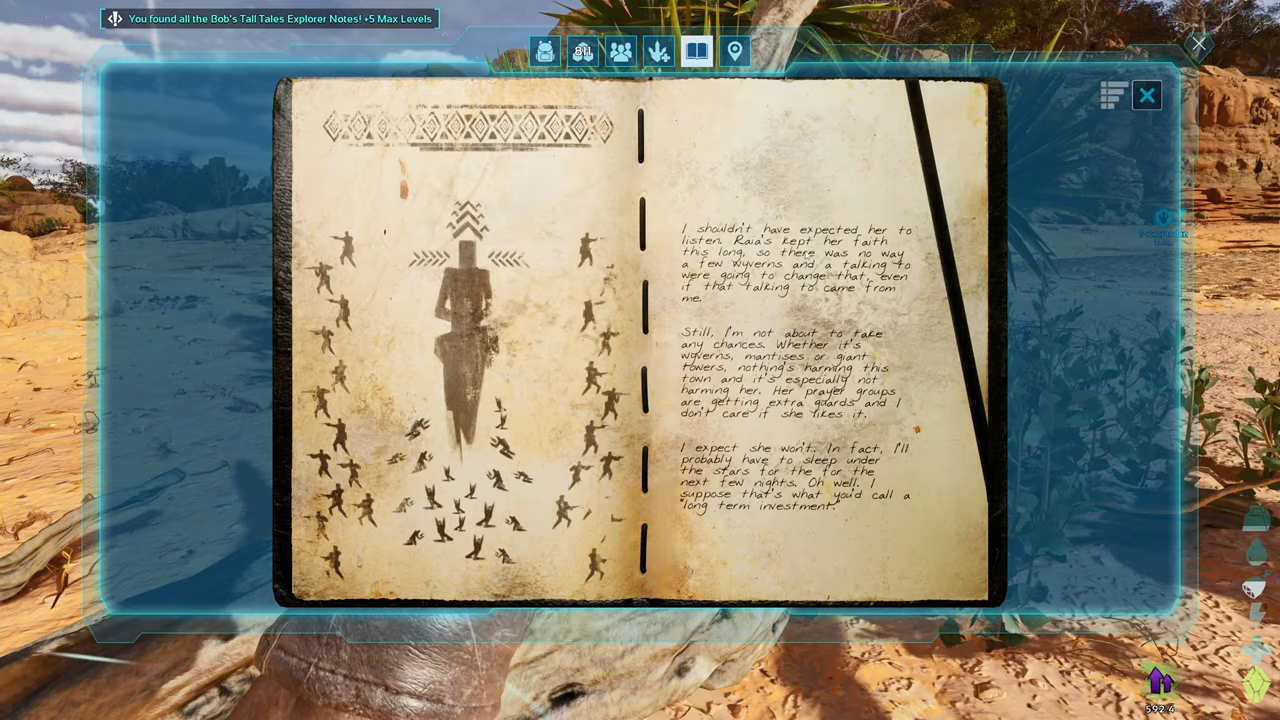 You found all the Bob's Tall Tales Explorer Notes! +5 Max Levels
811
I shouldn't have expected her to
listen. Raia's kept her faith
this long, so there was no way
a few wyverns and a talking to
were going to change that, even
if that talking to came from
me.
Still, I'm not about to take
any chances. Whether it's
wyverns, mantises or giant
towers, nothing's harming this
town and it's especially not
harming her. Her prayer groups
are getting extra guards and I
don't care if she likes it.
I expect she won't. In fact, I'll
probably have to sleep under
the stars for the for the
next few nights. Oh well. I
suppose that's what you'd call a
"long term investment."
592.4